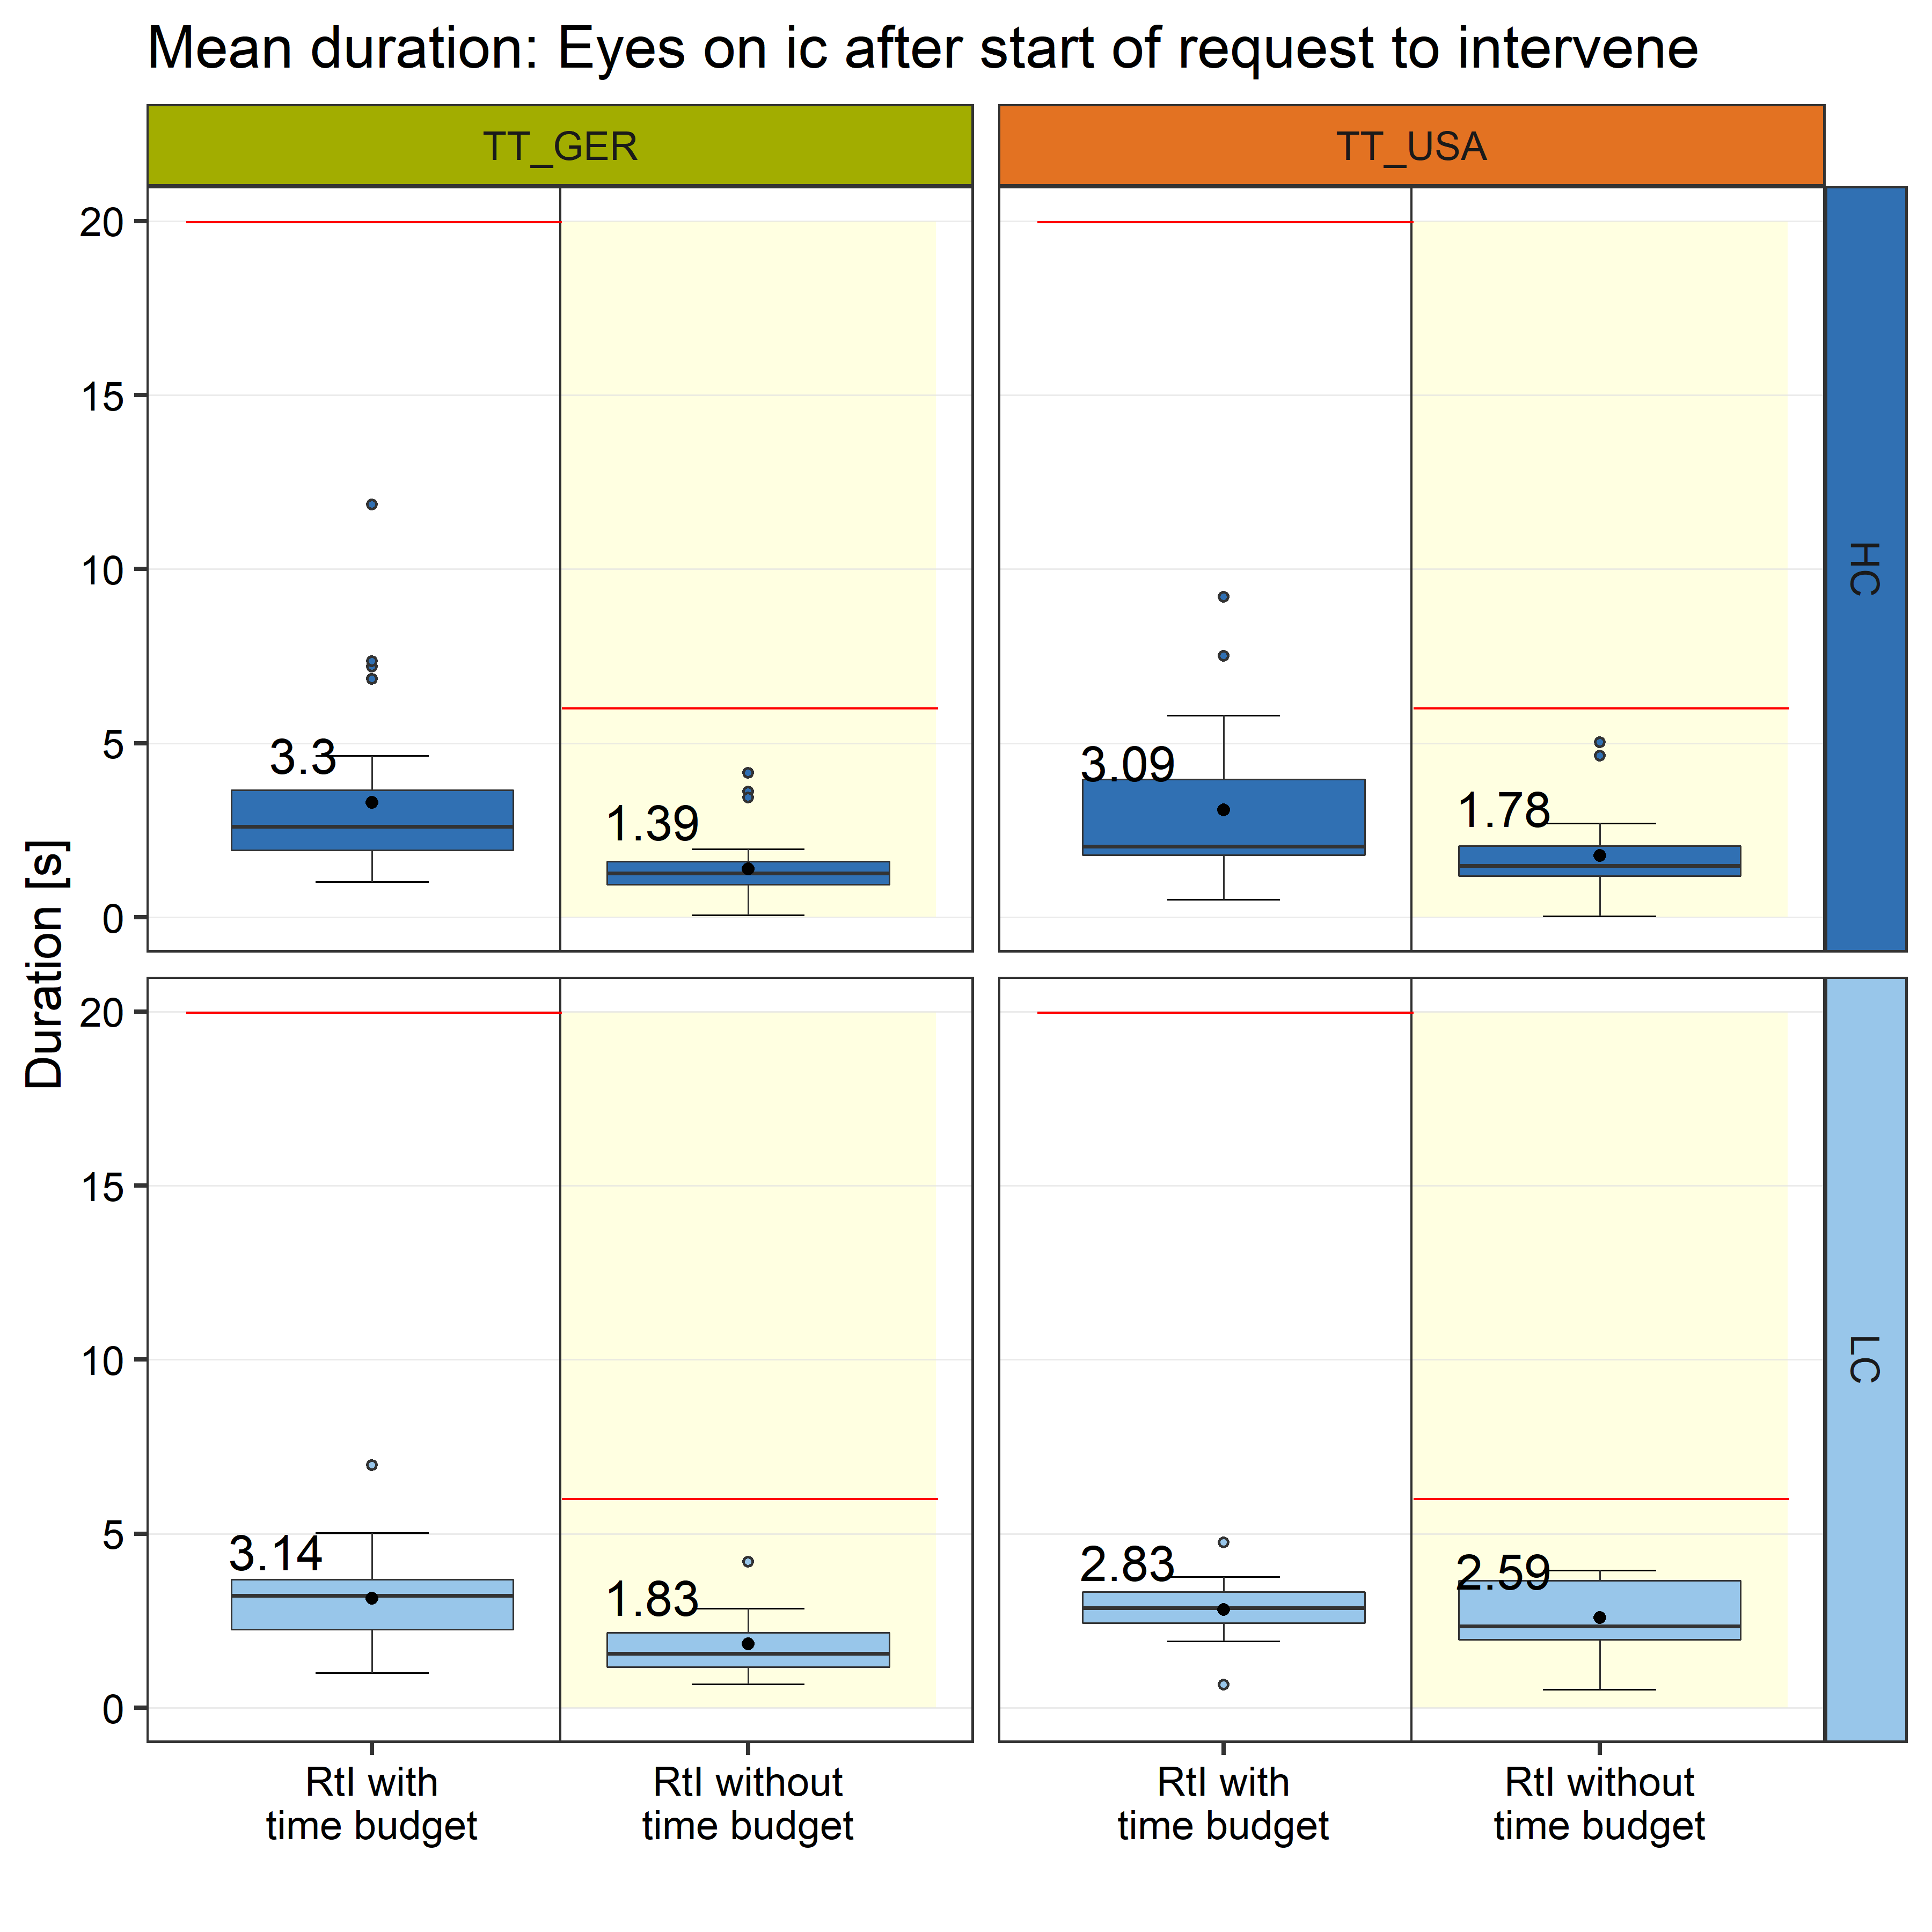 Mean duration: Eyes on ic after start of request to intervene
TT_GER
TT_USA
Duration [s]
20
15
10
5
0
3.3
1.39
3.09
1.78
HC
20
15
10
5
0
3.14
1.83
2.83
2.59
LC
RtI with
time budget
RtI without
time budget
RtI with
time budget
RtI without
time budget